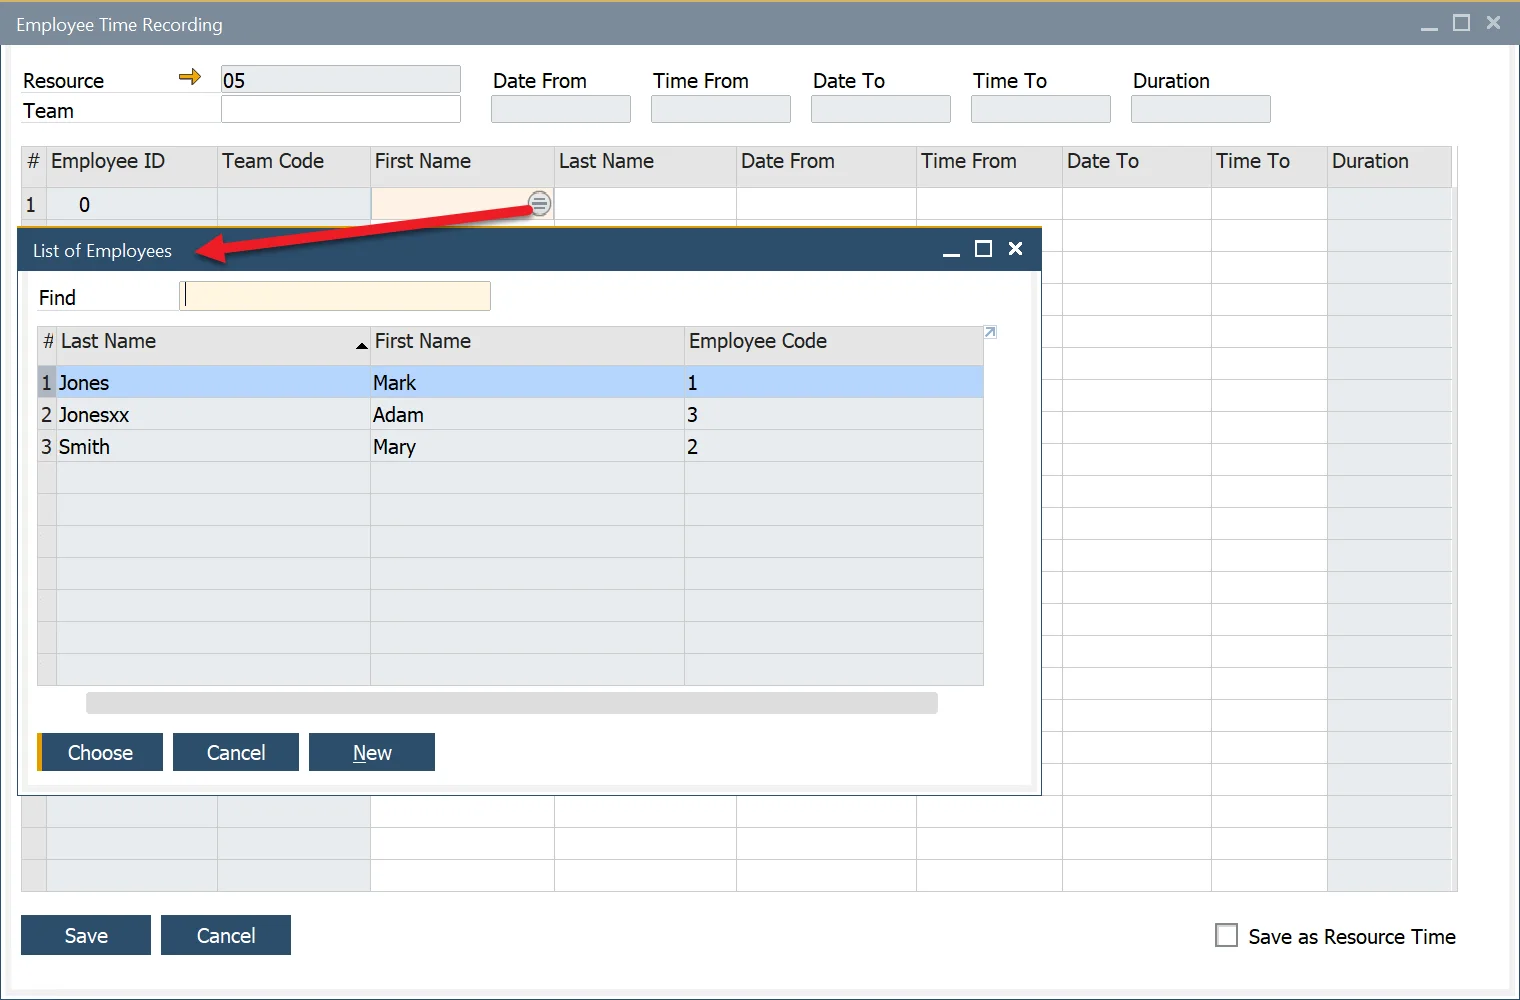 Employee Time Recording
Resource 05 Date From Time From Date To Time To Duration
Team
# Employee ID Team Code First Name Last Name Date From Time From Date To Time To Duration
1 0
List of Employees
Find
# Last Name First Name Employee Code
1 Jones Mark 1
2 Jonesxx Adam 3
3 Smith Mary 2
Choose Cancel New
Save Cancel Save as Resource Time